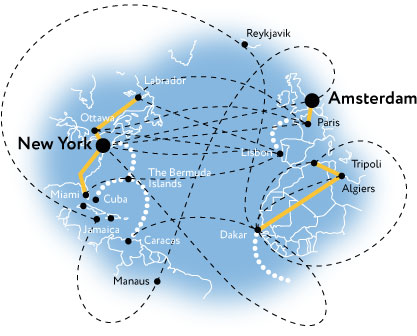 Reykjavik
Labrador
Amsterdam
Ottawa
Paris
New York
Lisbon
Tripoli
The Bermuda
Islands
Algiers
Miami
Cuba
Jamaica
Dakar
Caracas
Manaus